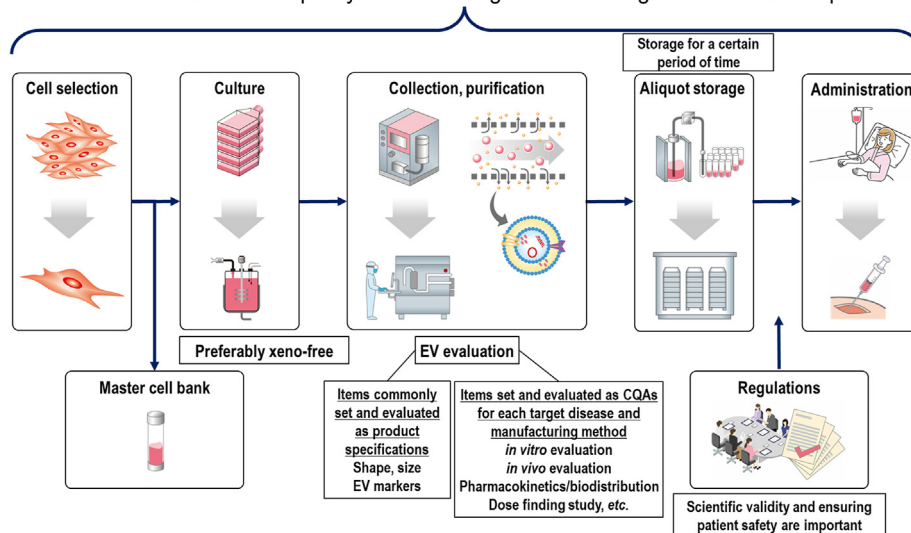 Storage for a certain
period of time
Cell selection
Culture
Collection, purification
Aliquot storage
Administration
Preferably xeno-free
EV evaluation
Master cell bank
Items commonly
set and evaluated
as product
specifications
Shape, size
EV markers
Items set and evaluated as CQAs
for each target disease and
manufacturing method
in vitro evaluation
in vivo evaluation
Pharmacokinetics/biodistribution
Dose finding study, etc.
Regulations
Scientific validity and ensuring
patient safety are important